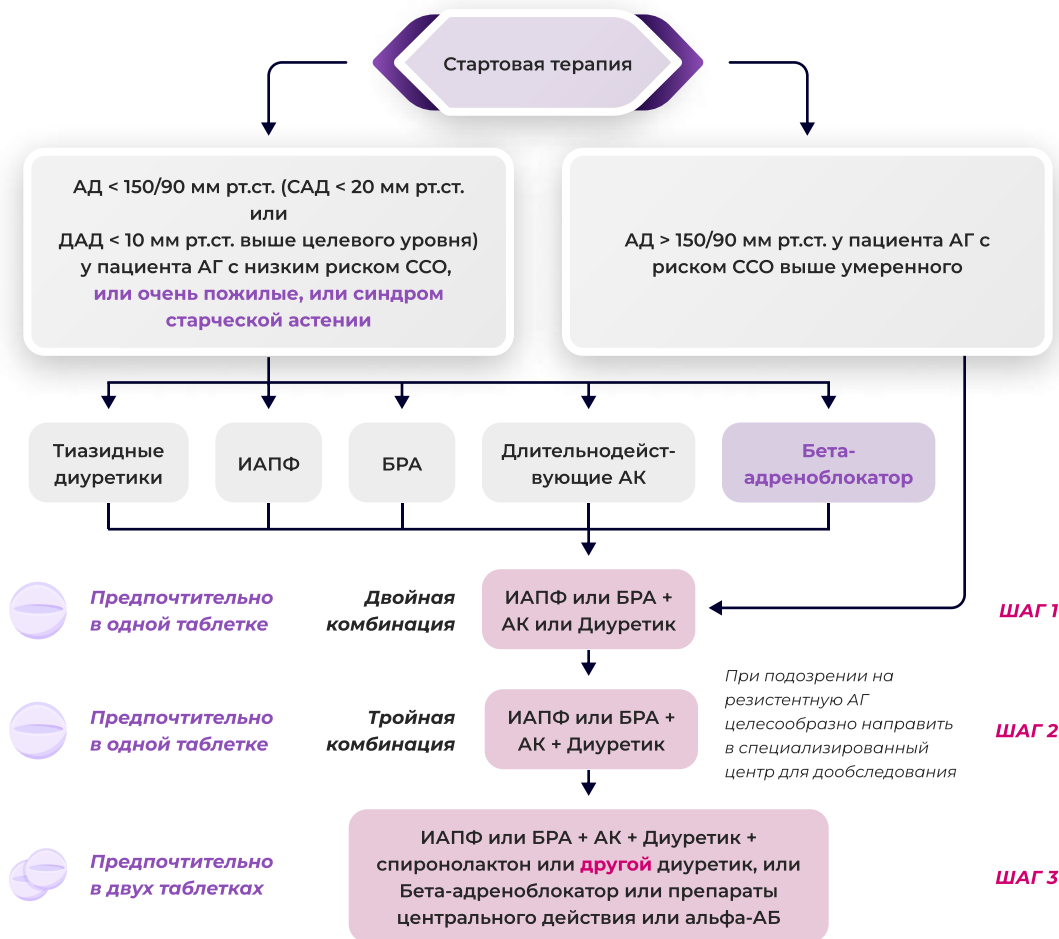 Стартовая терапия
АД < 150/90 мм рт.ст. (САД < 20 мм рт.ст.
или
ДАД < 10 мм рт.ст. выше целевого уровня)
у пациента АГ с низким риском ССО,
или очень пожилые, или синдром
старческой астении
АД > 150/90 мм рт.ст. у пациента АГ с
риском ССО выше умеренного
Тиазидные
диуретики
ИАПФ
БРА
Длительнодейст-
вующие АК
Бета-
адреноблокатор
Предпочтительно
в одной таблетке
Двойная
комбинация
ИАПФ или БРА +
АК или Диуретик
ШАГ 1
Предпочтительно
в одной таблетке
Тройная
комбинация
ИАПФ или БРА +
АК + Диуретик
При подозрении на
резистентную АГ
целесообразно направить
в специализированный
центр для дообследования
ШАГ 2
Предпочтительно
в двух таблетках
ИАПФ или БРА + АК + Диуретик +
спиронолактон или другой диуретик, или
Бета-адреноблокатор или препараты
центрального действия или альфа-АБ
ШАГ 3